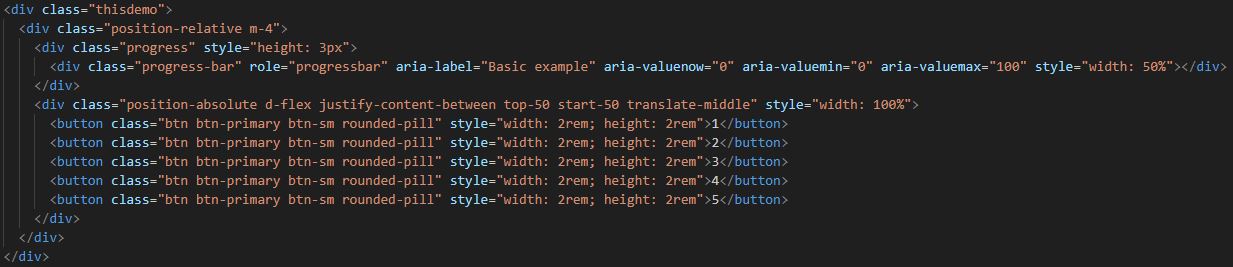 <div class="thisdemo">
<div class="position-relative m-4">
<div class="progress" style="height: 3px">
<div class="progress-bar" role="progressbar" aria-label="Basic example" aria-valuenow="0" aria-valuemin="0" aria-valuemax="100" style="width: 50%"></div>
</div>
<div class="position-absolute d-flex justify-content-between top-50 start-50 translate-middle" style="width: 100%">
<button class="btn btn-primary btn-sm rounded-pill" style="width: 2rem; height: 2rem">1</button>
<button class="btn btn-primary btn-sm rounded-pill" style="width: 2rem; height: 2rem">2</button>
<button class="btn btn-primary btn-sm rounded-pill" style="width: 2rem; height: 2rem">3</button>
<button class="btn btn-primary btn-sm rounded-pill" style="width: 2rem; height: 2rem">4</button>
<button class="btn btn-primary btn-sm rounded-pill" style="width: 2rem; height: 2rem">5</button>
</div>
</div>
</div>